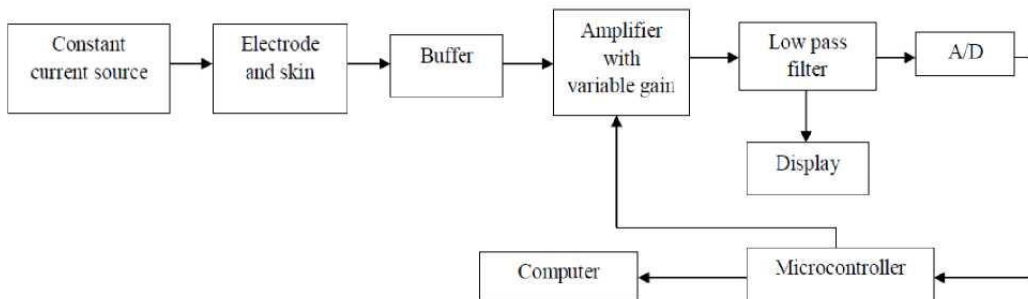 Constant
current source
Electrode
and skin
Buffer
Amplifier
with
variable gain
Low pass
filter
A/D
Display
Computer
Microcontroller